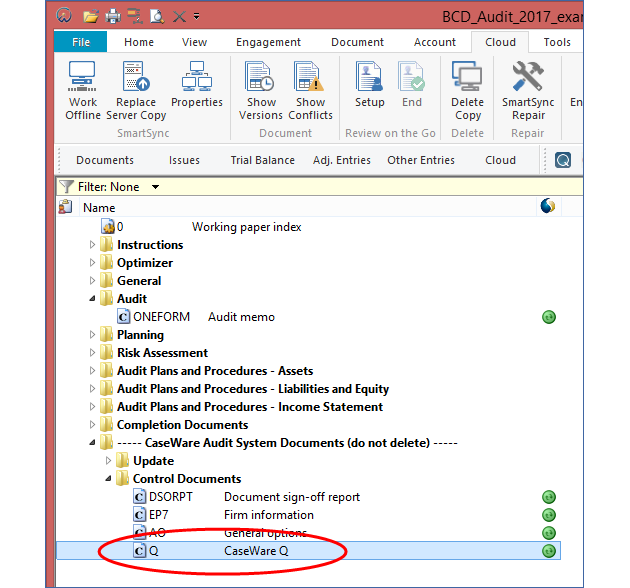 BCD_Audit_2017_exa
File Home View Engagement Document Account Cloud Tools
Work Offline Replace Server Copy Properties Show Versions Show Conflicts Setup End Delete Copy SmartSync Repair En
SmartSync Document Review on the Go Delete Repair
Documents Issues Trial Balance Adj. Entries Other Entries Cloud
Filter: None
Name
0 Working paper index
Instructions
Optimizer
General
Audit
ONEFORM Audit memo
Planning
Risk Assessment
Audit Plans and Procedures - Assets
Audit Plans and Procedures - Liabilities and Equity
Audit Plans and Procedures - Income Statement
Completion Documents
----- CaseWare Audit System Documents (do not delete) -----
Update
Control Documents
DSORPT Document sign-off report
EP7 Firm information
AO General options
Q CaseWare Q